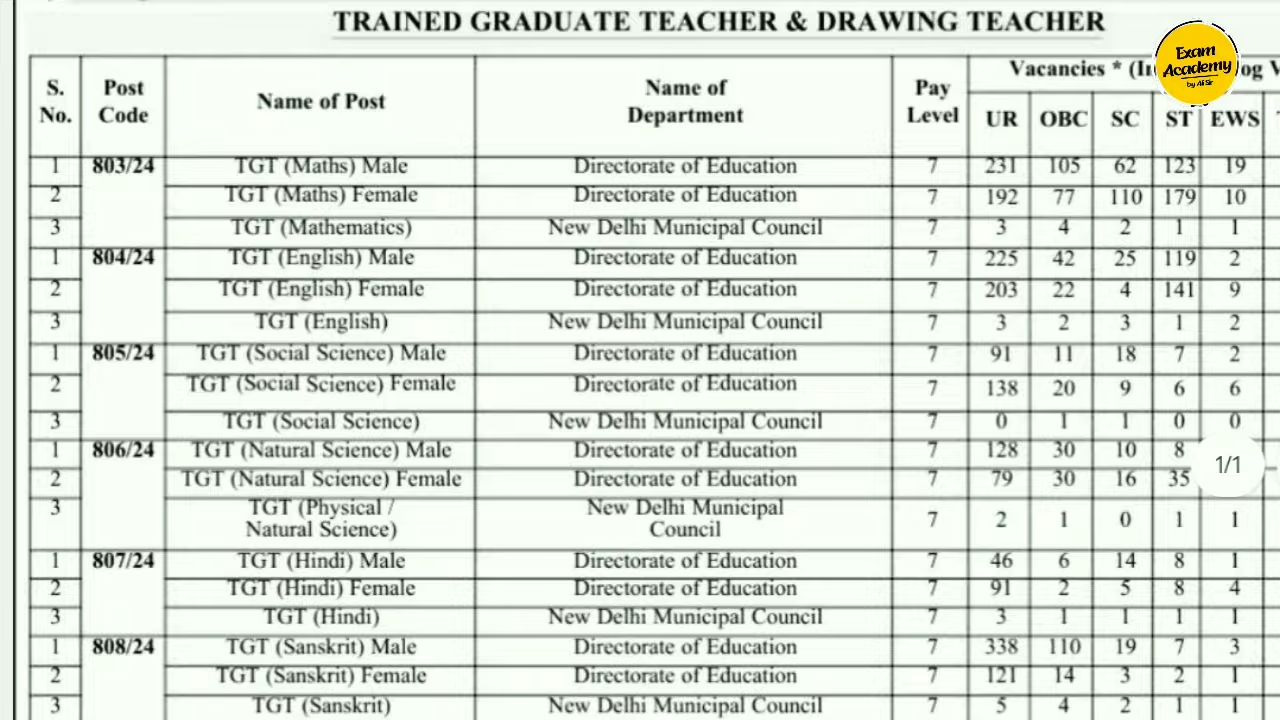 TRAINED GRADUATE TEACHER & DRAWING TEACHER
Exam
Academy
by Ai Sir
S. No. Post Code Name of Post Name of Department Pay Level Vacancies *
UR OBC SC ST EWS
1 803/24 TGT (Maths) Male Directorate of Education 7 231 105 62 123 19
2 TGT (Maths) Female Directorate of Education 7 192 77 110 179 10
3 TGT (Mathematics) New Delhi Municipal Council 7 3 4 2 1 1
1 804/24 TGT (English) Male Directorate of Education 7 225 42 25 119 2
2 TGT (English) Female Directorate of Education 7 203 22 4 141 9
3 TGT (English) New Delhi Municipal Council 7 3 2 3 1 2
1 805/24 TGT (Social Science) Male Directorate of Education 7 91 11 18 7 2
2 TGT (Social Science) Female Directorate of Education 7 138 20 9 6 6
3 TGT (Social Science) New Delhi Municipal Council 7 0 1 1 0 0
1 806/24 TGT (Natural Science) Male Directorate of Education 7 128 30 10 8
1/1
2 TGT (Natural Science) Female Directorate of Education 7 79 30 16 35
3 TGT (Physical / Natural Science) New Delhi Municipal Council 7 2 1 0 1 1
1 807/24 TGT (Hindi) Male Directorate of Education 7 46 6 14 8 1
2 TGT (Hindi) Female Directorate of Education 7 91 2 5 8 4
3 TGT (Hindi) New Delhi Municipal Council 7 3 1 1 1 1
1 808/24 TGT (Sanskrit) Male Directorate of Education 7 338 110 19 7 3
2 TGT (Sanskrit) Female Directorate of Education 7 121 14 3 2 1
3 TGT (Sanskrit) New Delhi Municipal Council 7 5 4 2 1 1